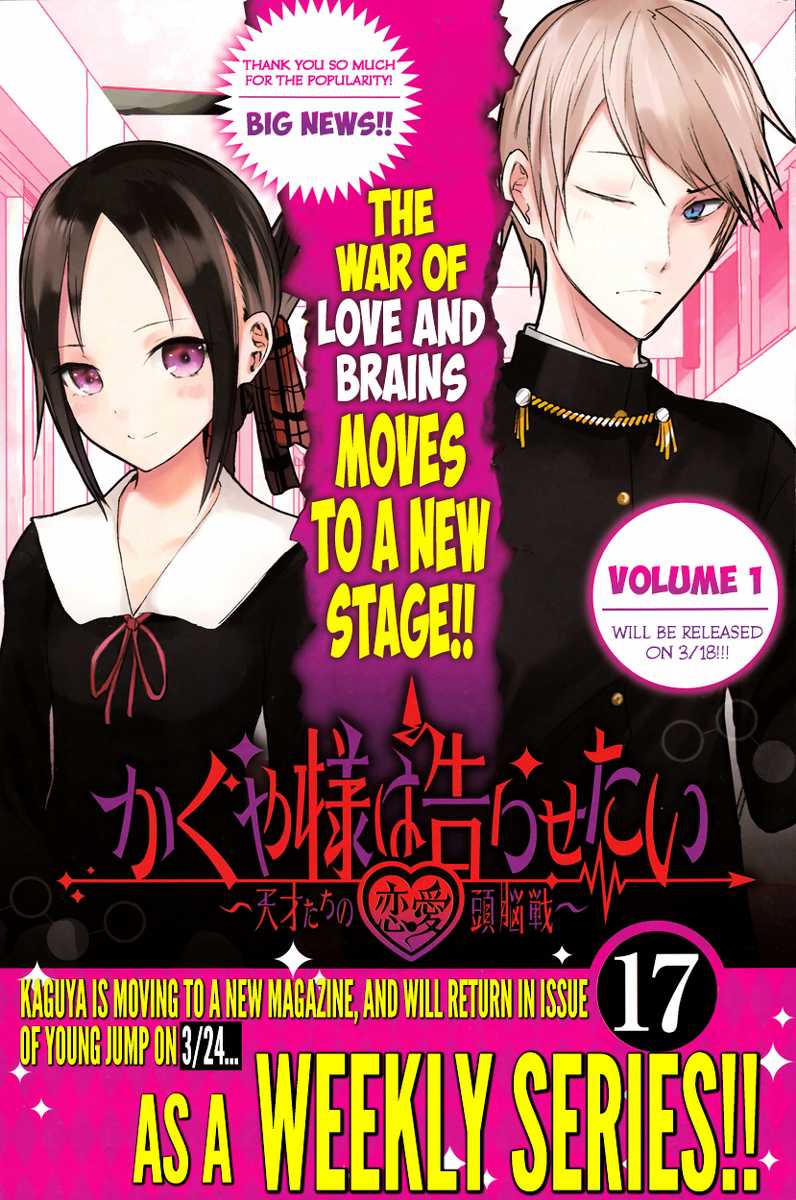 THANK YOU SO MUCH
FOR THE POPULARITY!
BIG NEWS!!
THE
WAR OF
LOVE AND
BRAINS
MOVES
TO A NEW
STAGE!!
VOLUME 1
WILL BE RELEASED
ON 3/18!!!
かぐや様は告らせたい
～天才たちの恋愛頭脳戦～
KAGUYA IS MOVING TO A NEW MAGAZINE, AND WILL RETURN IN ISSUE 17
OF YOUNG JUMP ON 3/24...
AS A WEEKLY SERIES!!